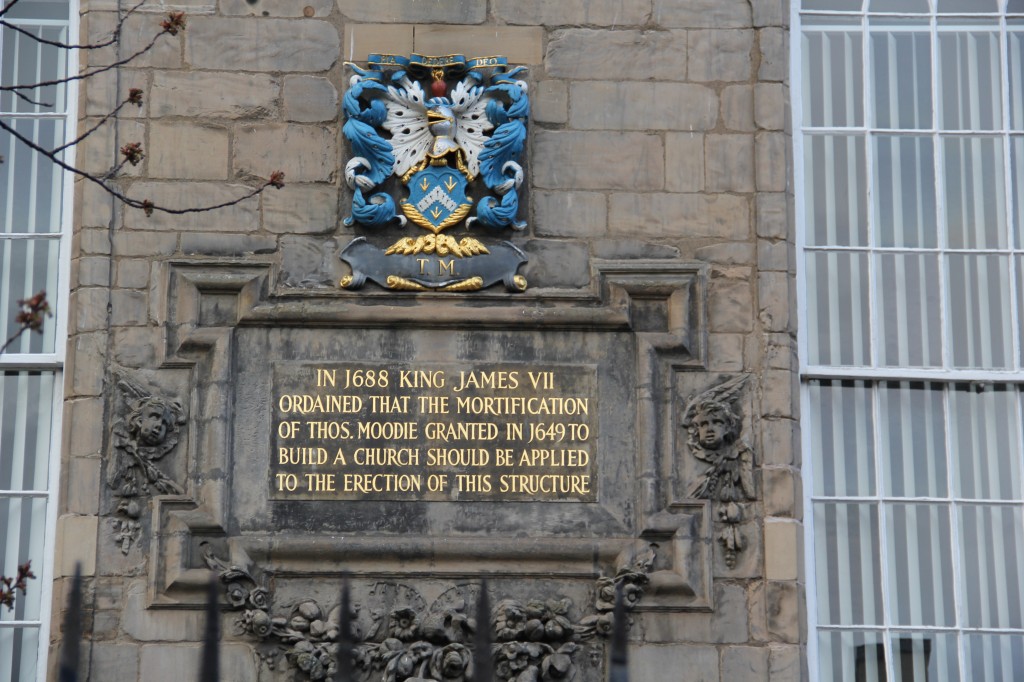 DEO
T. M.
IN 1688 KING JAMES VII
ORDAINED THAT THE MORTIFICATION
OF THOS. MOODIE GRANTED IN 1649 TO
BUILD A CHURCH SHOULD BE APPLIED
TO THE ERECTION OF THIS STRUCTURE